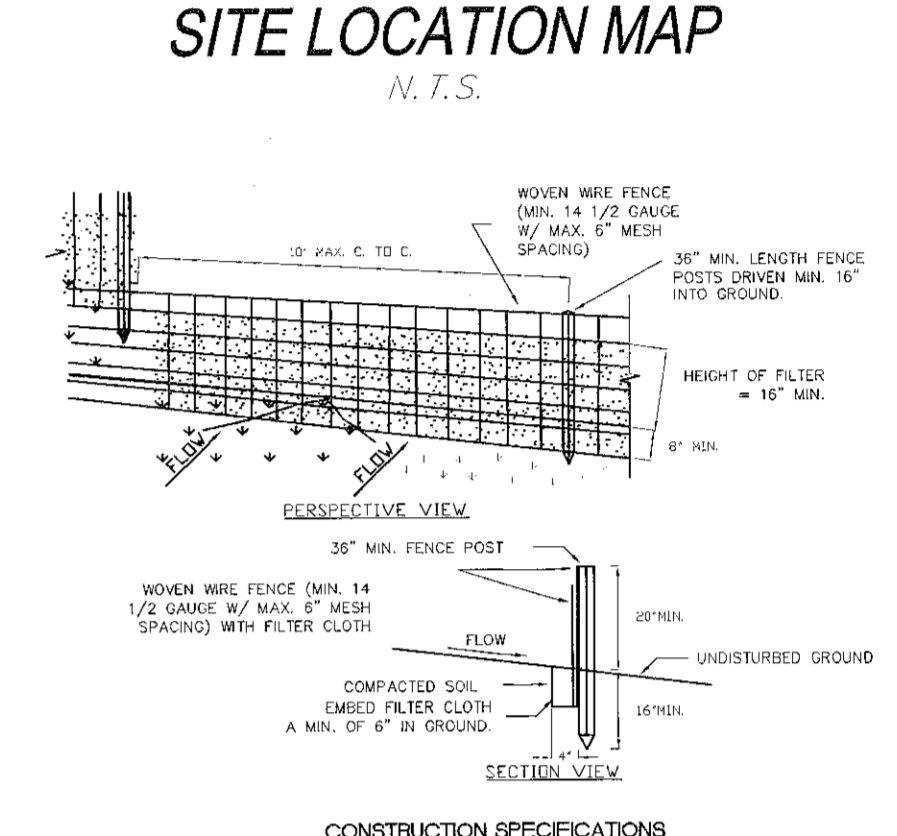 SITE LOCATION MAP
N.T.S.
WOVEN WIRE FENCE
(MIN. 14 1/2 GAUGE
W/ MAX. 6" MESH
SPACING)
10' MAX. C. TO C.
36" MIN. LENGTH FENCE
POSTS DRIVEN MIN. 16"
INTO GROUND.
HEIGHT OF FILTER
= 16" MIN.
8" MIN.
FLOW
FLOW
PERSPECTIVE VIEW
36" MIN. FENCE POST
WOVEN WIRE FENCE (MIN. 14
1/2 GAUGE W/ MAX. 6" MESH
SPACING) WITH FILTER CLOTH
20"MIN.
FLOW
UNDISTURBED GROUND
COMPACTED SOIL
EMBED FILTER CLOTH
A MIN. OF 6" IN GROUND.
16"MIN.
4"
SECTION VIEW
CONSTRUCTION SPECIFICATIONS